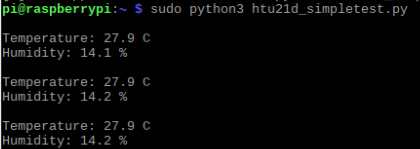 pi@raspberrypi:~ $ sudo python3 htu21d_simpletest.py
Temperature: 27.9 C
Humidity: 14.1 %
Temperature: 27.9 C
Humidity: 14.2 %
Temperature: 27.9 C
Humidity: 14.2 %